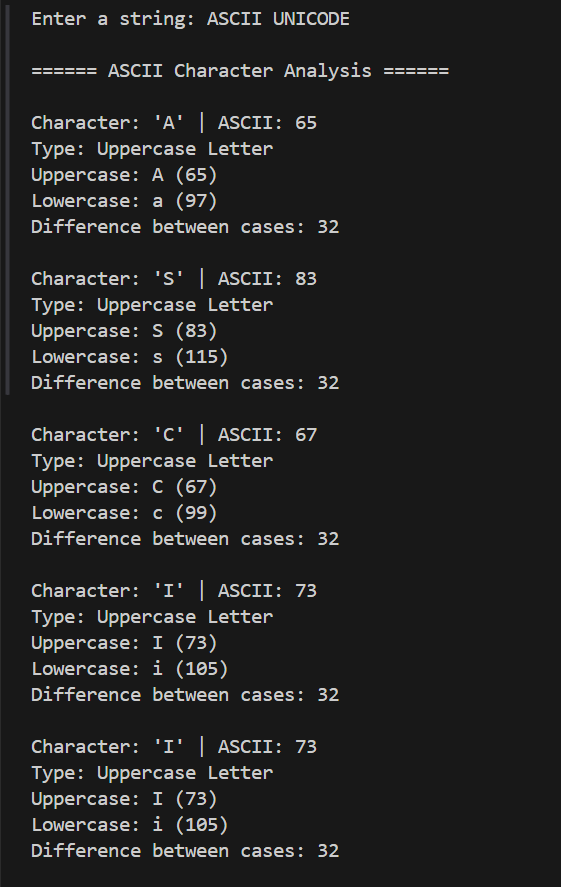 Enter a string: ASCII UNICODE
====== ASCII Character Analysis ======
Character: 'A' | ASCII: 65
Type: Uppercase Letter
Uppercase: A (65)
Lowercase: a (97)
Difference between cases: 32
Character: 'S' | ASCII: 83
Type: Uppercase Letter
Uppercase: S (83)
Lowercase: s (115)
Difference between cases: 32
Character: 'C' | ASCII: 67
Type: Uppercase Letter
Uppercase: C (67)
Lowercase: c (99)
Difference between cases: 32
Character: 'I' | ASCII: 73
Type: Uppercase Letter
Uppercase: I (73)
Lowercase: i (105)
Difference between cases: 32
Character: 'I' | ASCII: 73
Type: Uppercase Letter
Uppercase: I (73)
Lowercase: i (105)
Difference between cases: 32